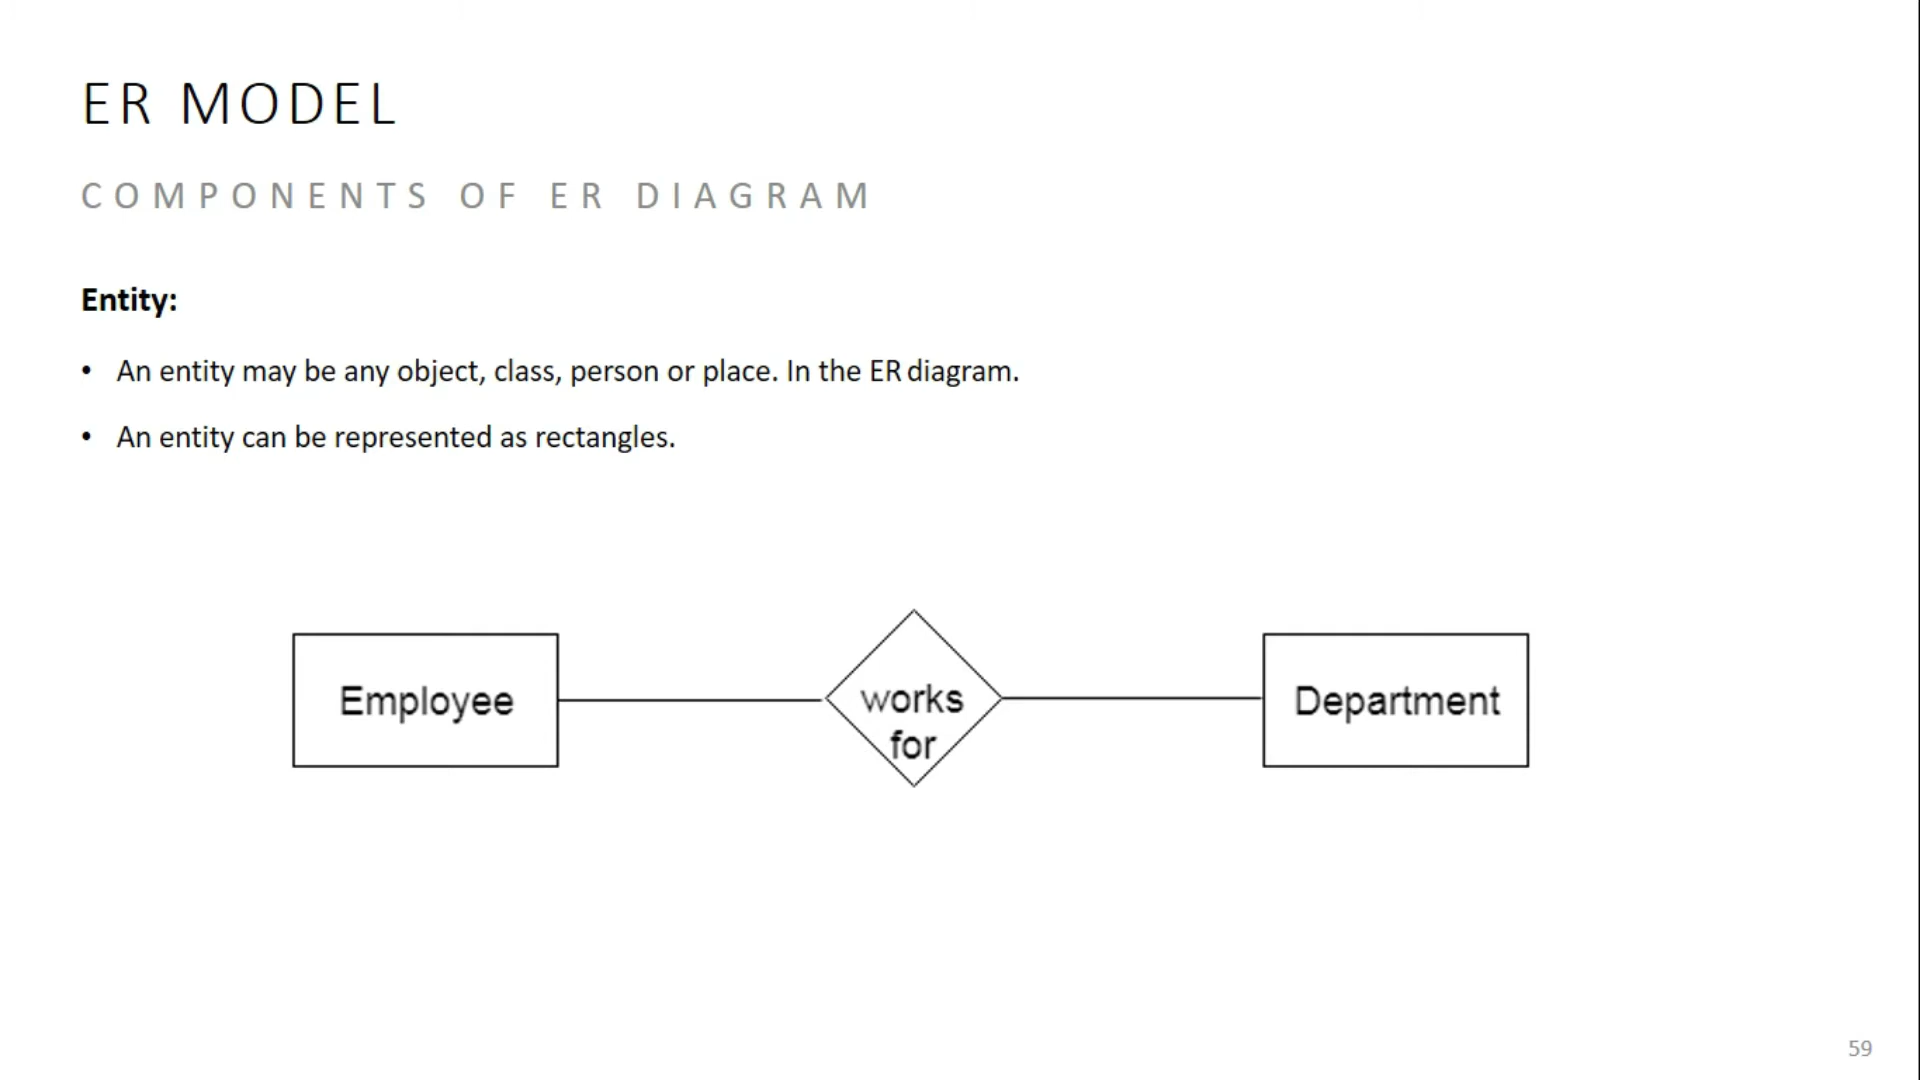 ER MODEL
COMPONENTS OF ER DIAGRAM
Entity:
• An entity may be any object, class, person or place. In the ER diagram.
• An entity can be represented as rectangles.
Employee
works
for
Department
59